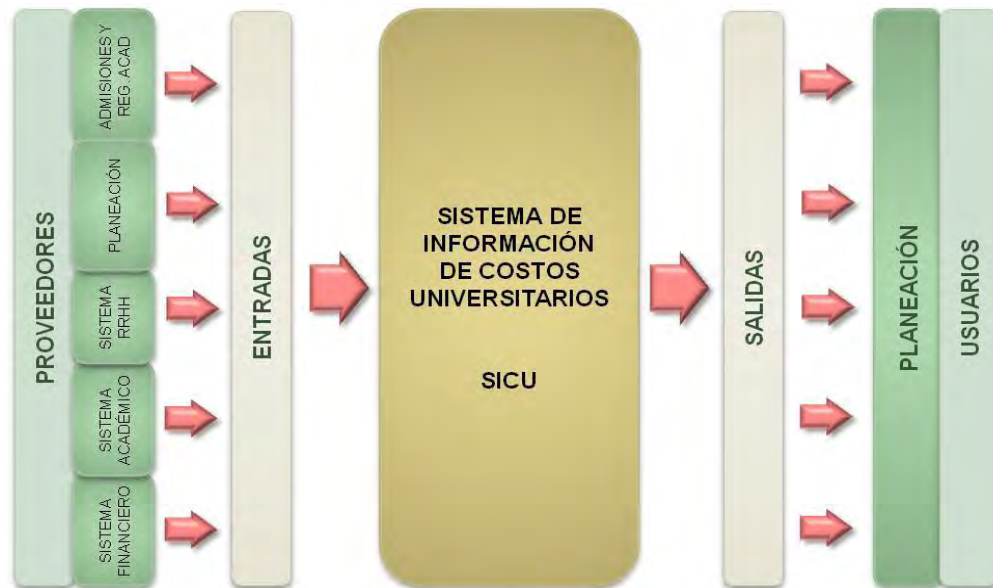 PROVEEDORES
ADMISIONES Y
REG. ACAD
PLANEACIÓN
SISTEMA
RRHH
SISTEMA
ACADÉMICO
SISTEMA
FINANCIERO
ENTRADAS
SISTEMA DE
INFORMACIÓN
DE COSTOS
UNIVERSITARIOS
SICU
SALIDAS
PLANEACIÓN
USUARIOS